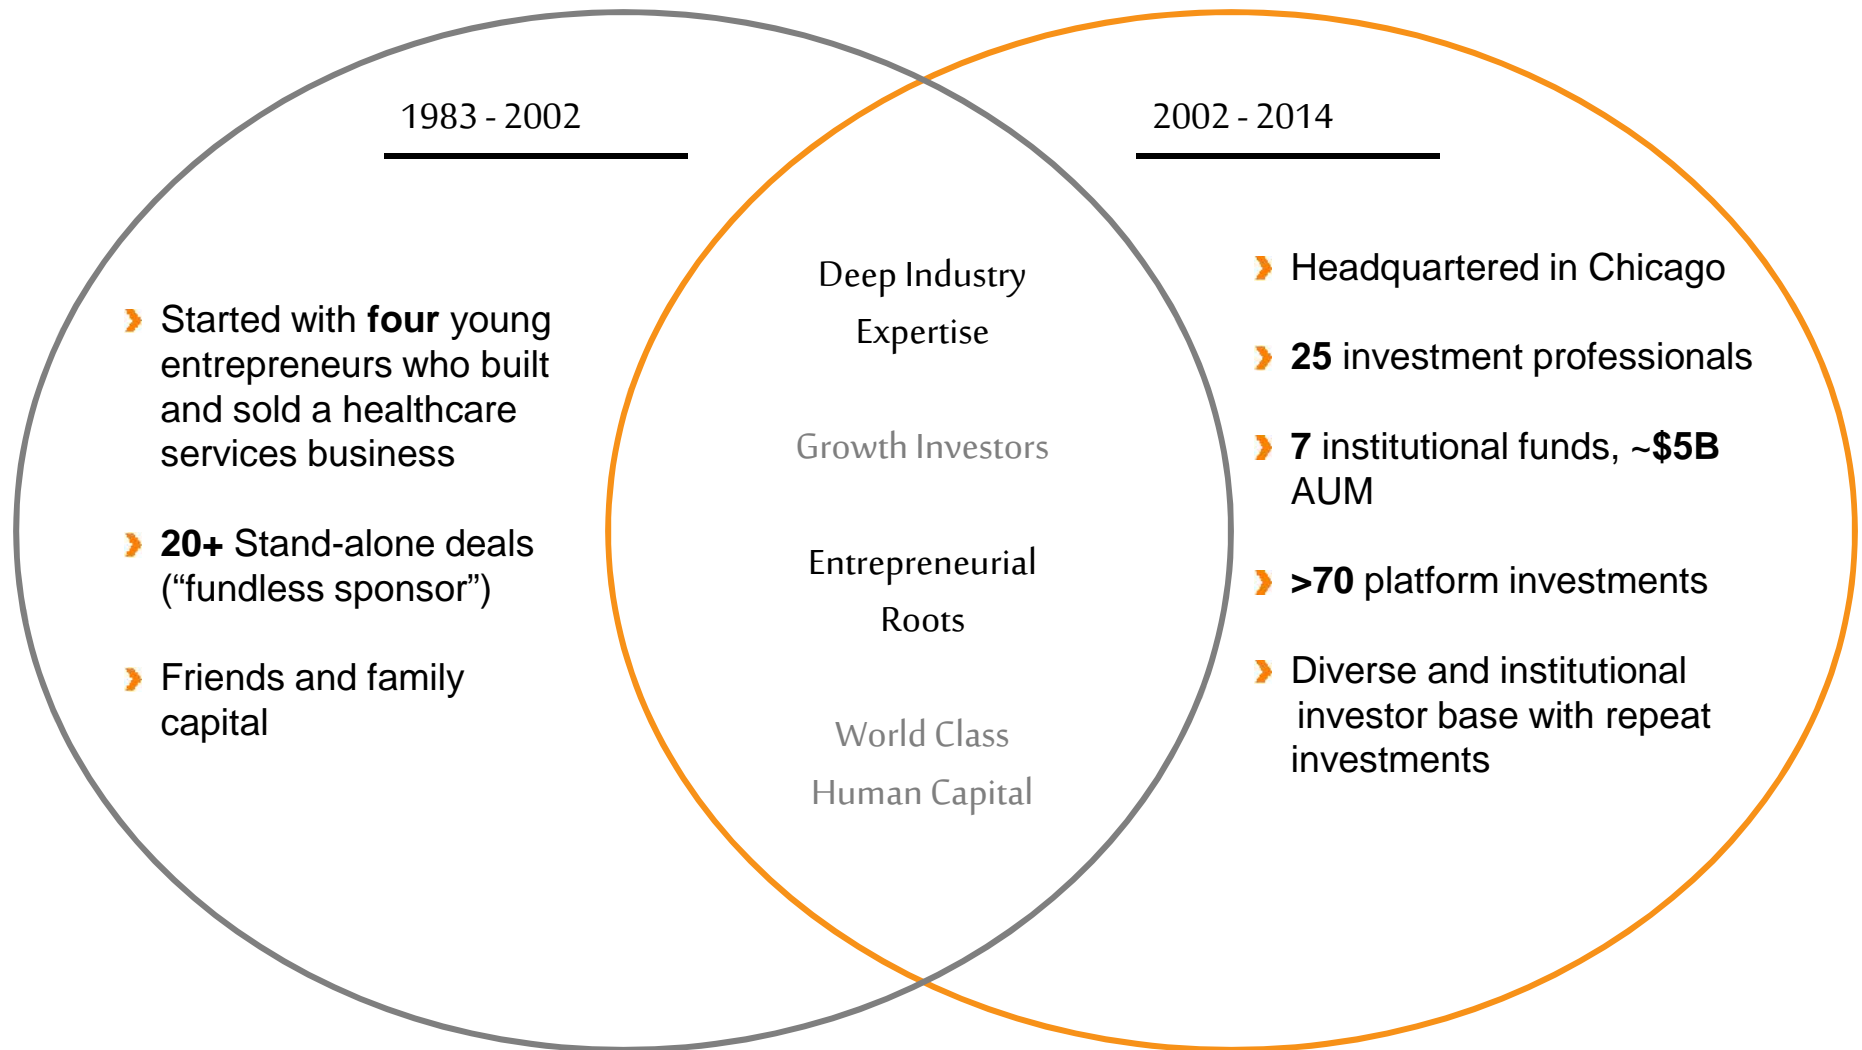 1983 - 2002
Started with four young
entrepreneurs who built
and sold a healthcare
services business
20+ Stand-alone deals
(“fundless sponsor”)
Friends and family
capital
Deep Industry
Expertise
Growth Investors
Entrepreneurial
Roots
World Class
Human Capital
2002 - 2014
Headquartered in Chicago
25 investment professionals
7 institutional funds, ~$5B
AUM
>70 platform investments
Diverse and institutional
investor base with repeat
investments